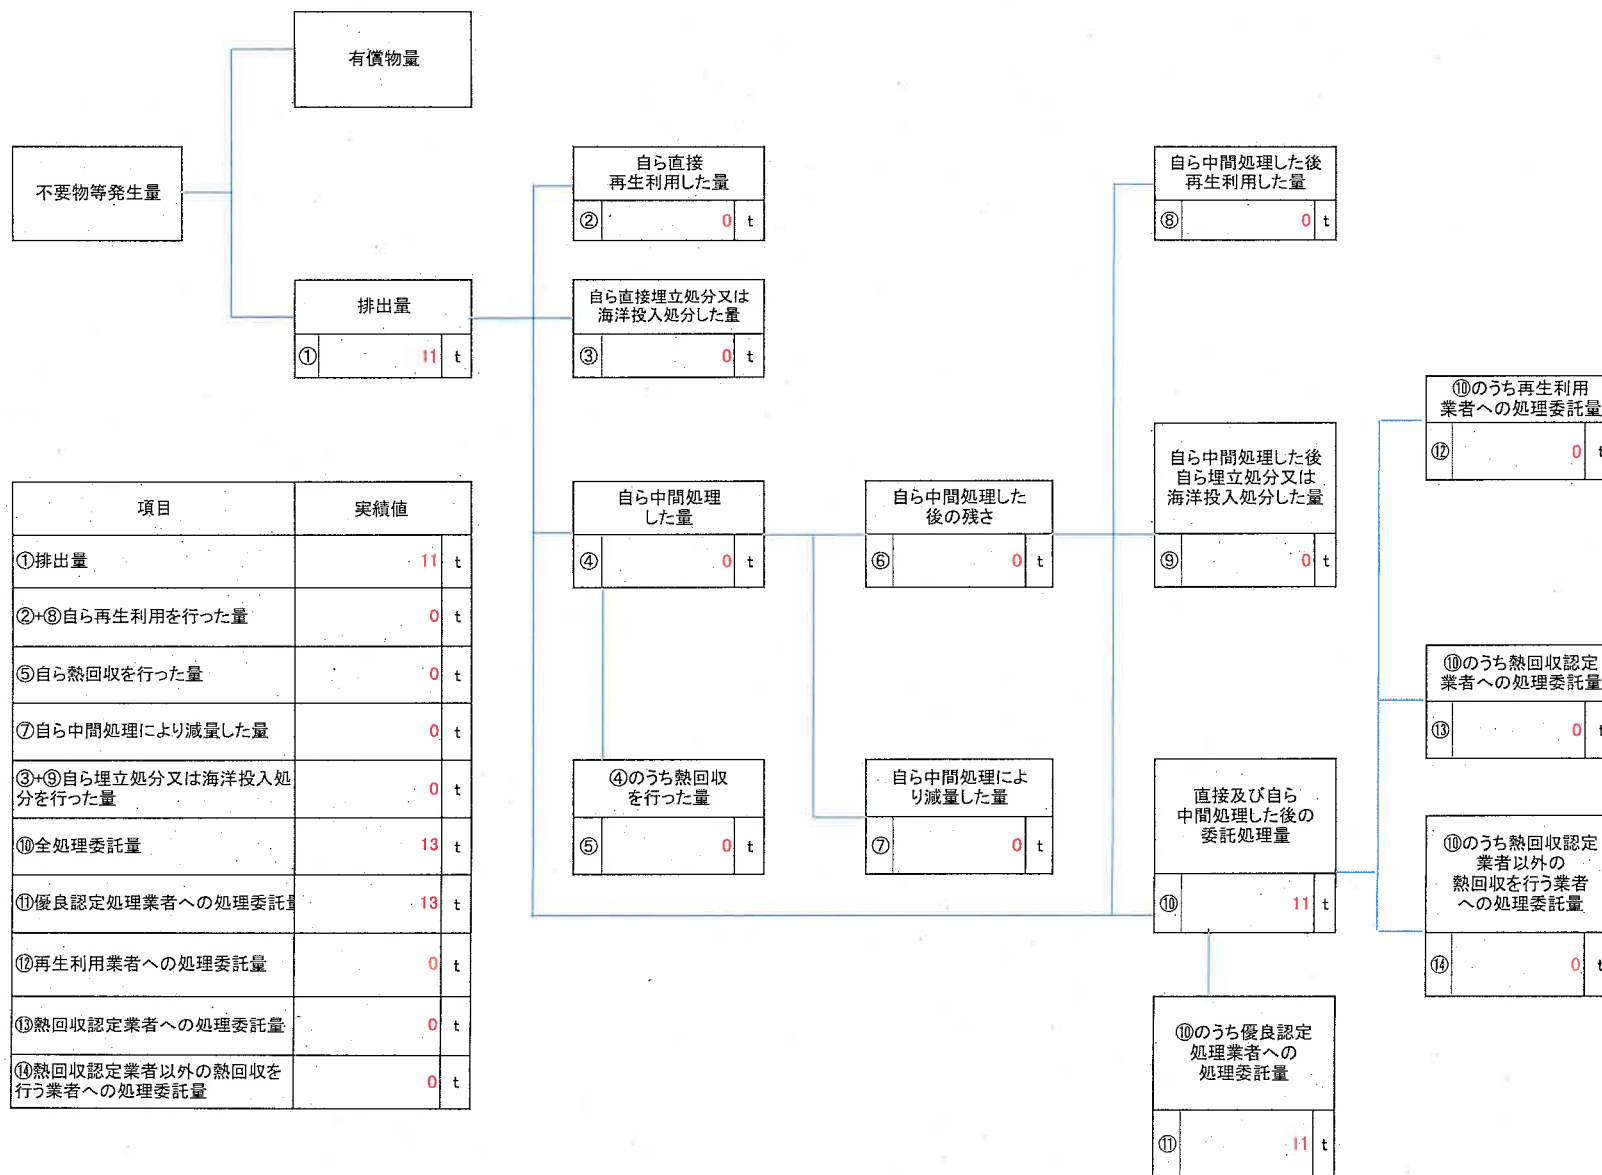 有償物量
不要物等発生量
排出量
① 11 t
自ら直接
再生利用した量
② 0 t
自ら直接埋立処分又は
海洋投入処分した量
③ 0 t
自ら中間処理
した量
④ 0 t
④のうち熱回収
を行った量
⑤ 0 t
自ら中間処理した
後の残さ
⑥ 0 t
自ら中間処理によ
り減量した量
⑦ 0 t
自ら中間処理した後
再生利用した量
⑧ 0 t
自ら中間処理した後
自ら埋立処分又は
海洋投入処分した量
⑨ 0 t
直接及び自ら
中間処理した後の
委託処理量
⑩ 11 t
⑩のうち優良認定
処理業者への
処理委託量
⑪ 11 t
⑩のうち再生利用
業者への処理委託量
⑫ 0 t
⑩のうち熱回収認定
業者への処理委託量
⑬ 0 t
⑩のうち熱回収認定
業者以外の
熱回収を行う業者
への処理委託量
⑭ 0 t
項目 実績値
①排出量 11 t
②+⑧自ら再生利用を行った量 0 t
⑤自ら熱回収を行った量 0 t
⑦自ら中間処理により減量した量 0 t
③+⑨自ら埋立処分又は海洋投入処
分を行った量 0 t
⑩全処理委託量 13 t
⑪優良認定処理業者への処理委託量 13 t
⑫再生利用業者への処理委託量 0 t
⑬熱回収認定業者への処理委託量 0 t
⑭熱回収認定業者以外の熱回収を
行う業者への処理委託量 0 t